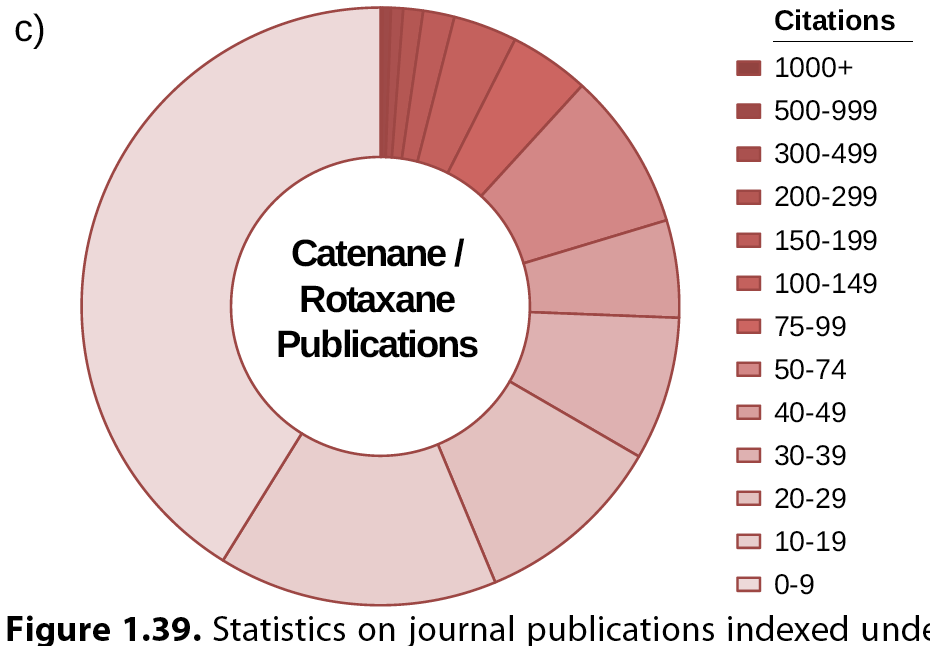 c)
Citations
1000+
500-999
300-499
200-299
150-199
100-149
75-99
50-74
40-49
30-39
20-29
10-19
0-9
Catenane /
Rotaxane
Publications
Figure 1.39. Statistics on journal publications indexed unde